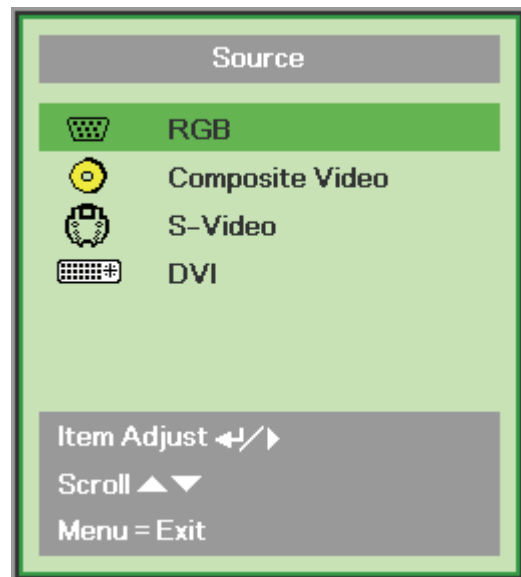 Source
RGB
Composite Video
S-Video
DVI
Item Adjust ↵/▶
Scroll ▲▼
Menu = Exit